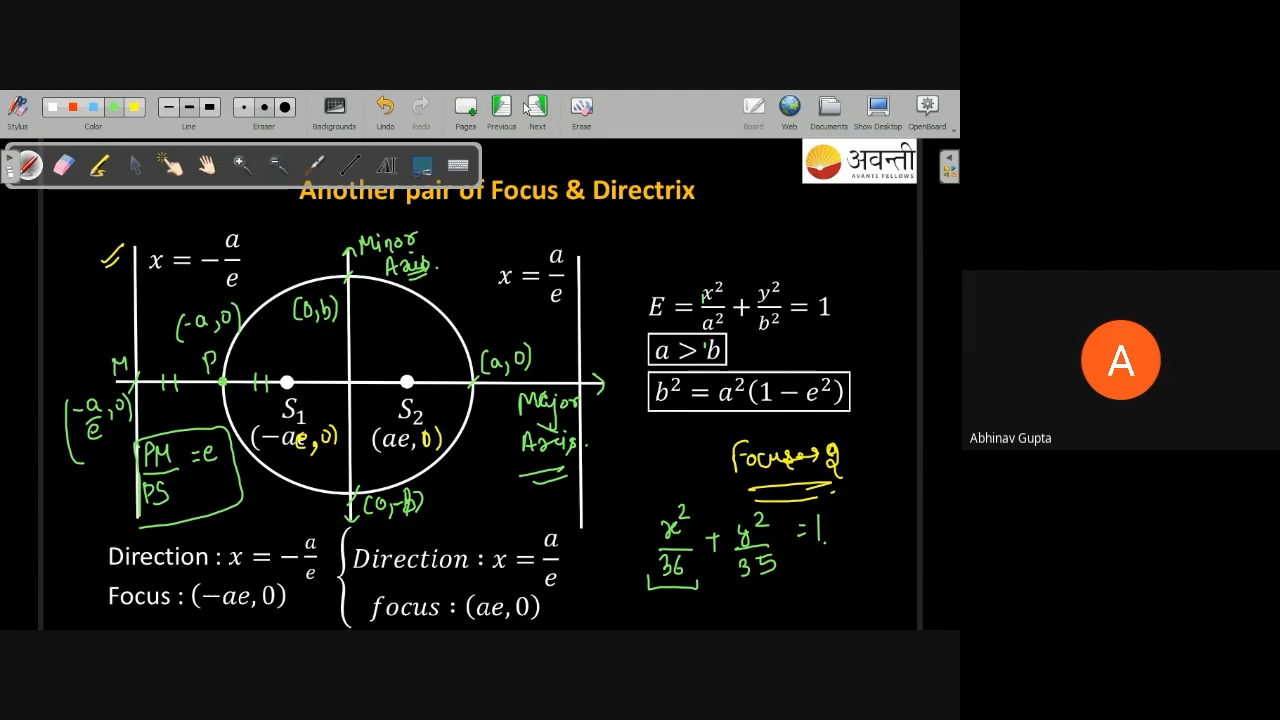 Stylus
Color
Line
Eraser
Backgrounds
Undo
Redo
Pages
Previous
Next
Erase
Board
Web
Documents
Show Desktop
OpenBoard
अवन्ती
AVANTI FELLOWS
Another pair of Focus & Directrix
x = -a/e
Minor
Axis.
x = a/e
(-a, 0)
(0, b)
E = x²/a² + y²/b² = 1
a > b
b² = a²(1 − e²)
M
P
(a, 0)
(-a/e, 0)
S₁
(−ae, 0)
S₂
(ae, 0)
Major
Axis.
PM/PS = e
(0, -b)
Focus → 2
x²/36 + y²/35 = 1.
Direction : x = −a/e
Focus : (−ae, 0)
Direction : x = a/e
focus : (ae, 0)
A
Abhinav Gupta